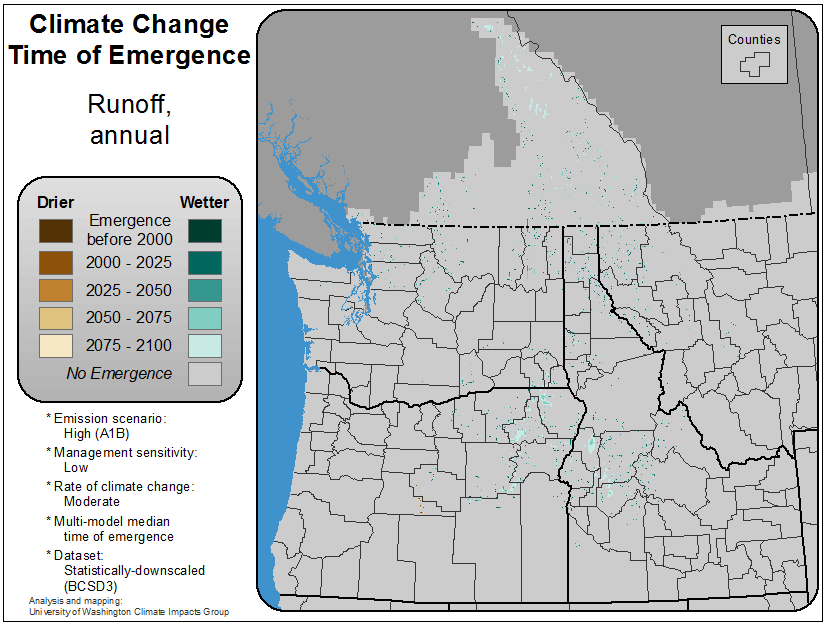 Climate Change
Time of Emergence
Runoff,
annual
Drier
Wetter
Emergence
before 2000
2000 - 2025
2025 - 2050
2050 - 2075
2075 - 2100
No Emergence
* Emission scenario:
High (A1B)
* Management sensitivity:
Low
* Rate of climate change:
Moderate
* Multi-model median
time of emergence
* Dataset:
Statistically-downscaled
(BCSD3)
Analysis and mapping:
University of Washington Climate Impacts Group
Counties